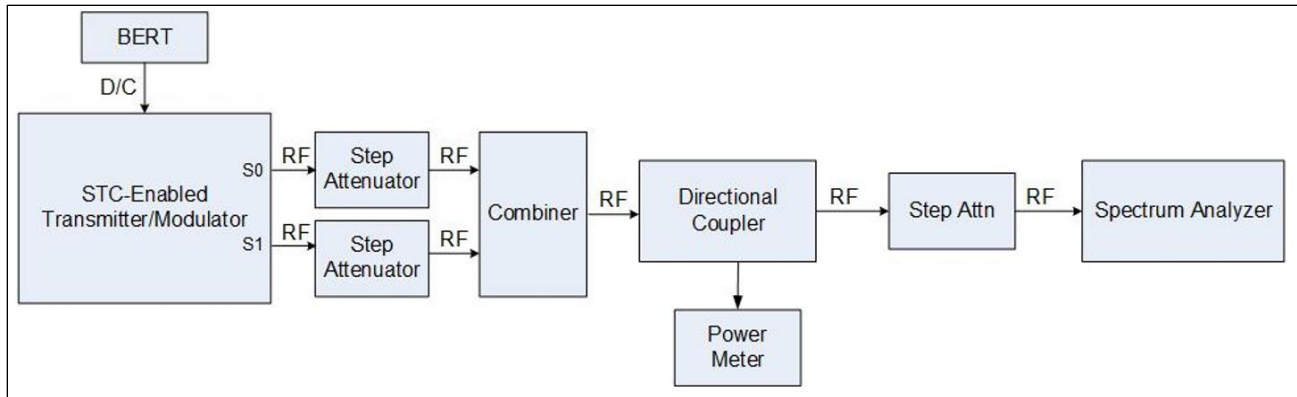 BERT
D/C
STC-Enabled
Transmitter/Modulator
S0
S1
RF
RF
Step
Attenuator
Step
Attenuator
RF
RF
Combiner
RF
Directional
Coupler
Power
Meter
RF
Step Attn
RF
Spectrum Analyzer